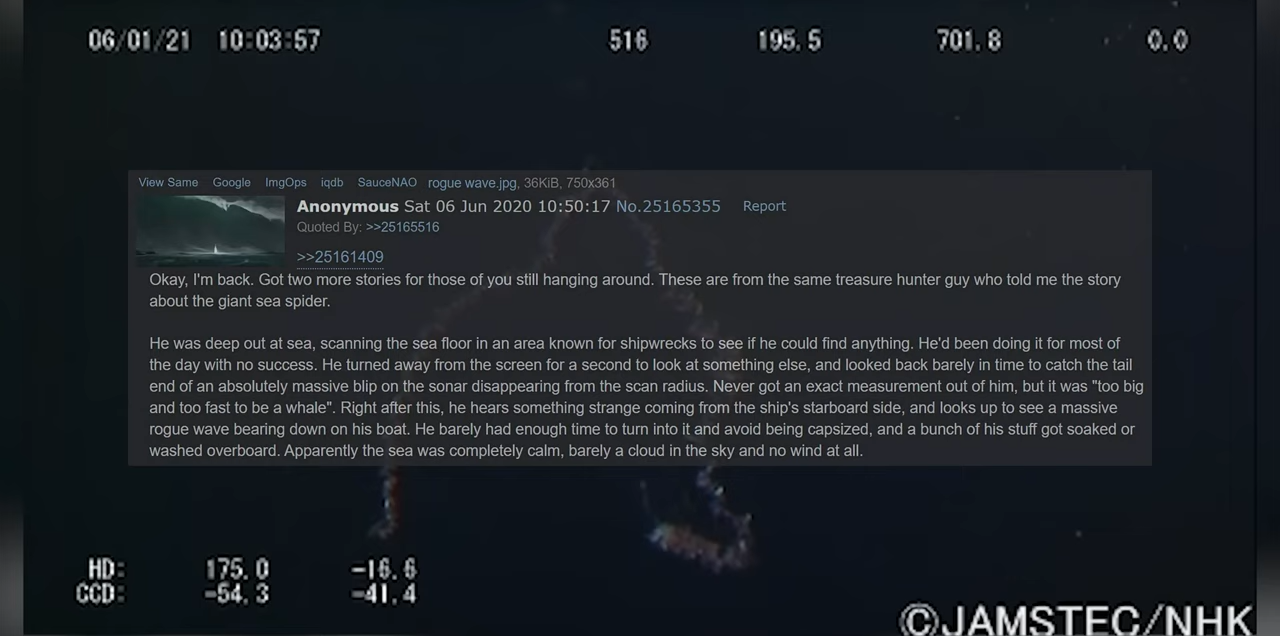 06/01/21 10:03:57 516 195.5 701.8 0.0
View Same Google ImgOps iqdb SauceNAO rogue wave.jpg, 36KiB, 750x361
Anonymous Sat 06 Jun 2020 10:50:17 No.25165355 Report
Quoted By: >>25165516
>>25161409
Okay, I'm back. Got two more stories for those of you still hanging around. These are from the same treasure hunter guy who told me the story
about the giant sea spider.
He was deep out at sea, scanning the sea floor in an area known for shipwrecks to see if he could find anything. He'd been doing it for most of
the day with no success. He turned away from the screen for a second to look at something else, and looked back barely in time to catch the tail
end of an absolutely massive blip on the sonar disappearing from the scan radius. Never got an exact measurement out of him, but it was "too big
and too fast to be a whale". Right after this, he hears something strange coming from the ship's starboard side, and looks up to see a massive
rogue wave bearing down on his boat. He barely had enough time to turn into it and avoid being capsized, and a bunch of his stuff got soaked or
washed overboard. Apparently the sea was completely calm, barely a cloud in the sky and no wind at all.
HD: 175.0 -16.6
CCD: -54.3 -41.4
©JAMSTEC/NHK